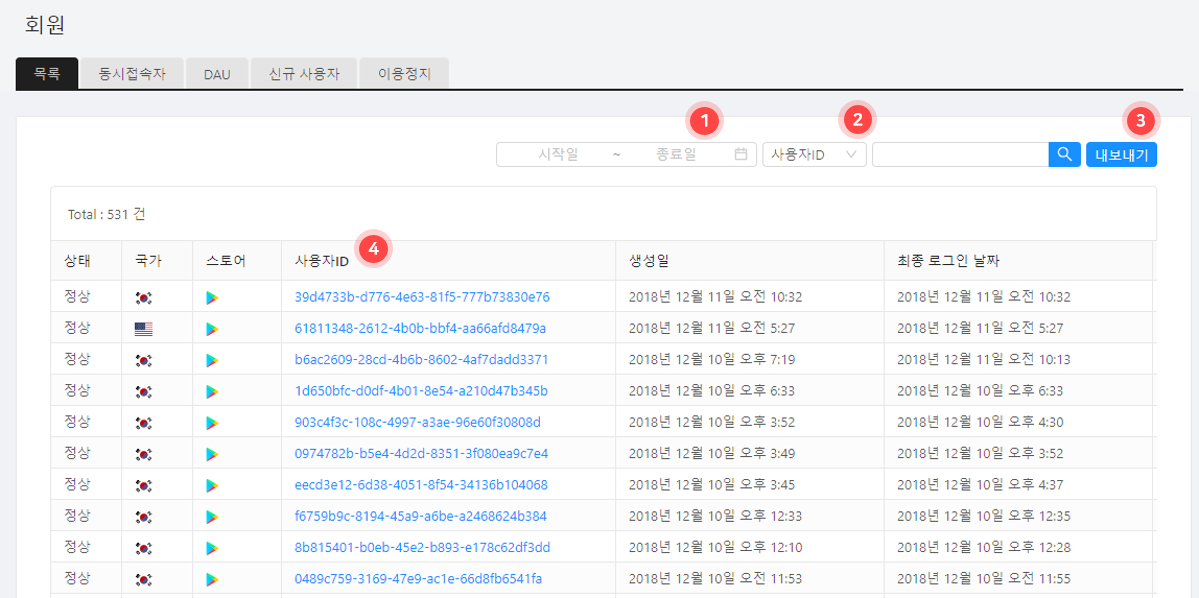 회원
목록 동시접속자 DAU 신규 사용자 이용정지
1 2 3
시작일 ~ 종료일 사용자ID 내보내기
Total : 531 건
4
상태 국가 스토어 사용자ID 생성일 최종 로그인 날짜
정상 39d4733b-d776-4e63-81f5-777b73830e76 2018년 12월 11일 오전 10:32 2018년 12월 11일 오전 10:32
정상 61811348-2612-4b0b-bbf4-aa66afd8479a 2018년 12월 11일 오전 5:27 2018년 12월 11일 오전 5:27
정상 b6ac2609-28cd-4b6b-8602-4af7dadd3371 2018년 12월 10일 오후 7:19 2018년 12월 11일 오전 10:13
정상 1d650bfc-d0df-4b01-8e54-a210d47b345b 2018년 12월 10일 오후 6:33 2018년 12월 10일 오후 6:33
정상 903c4f3c-108c-4997-a3ae-96e60f30808d 2018년 12월 10일 오후 3:52 2018년 12월 10일 오후 4:30
정상 0974782b-b5e4-4d2d-8351-3f080ea9c7e4 2018년 12월 10일 오후 3:49 2018년 12월 10일 오후 3:52
정상 eecd3e12-6d38-4051-8f54-34136b104068 2018년 12월 10일 오후 3:45 2018년 12월 10일 오후 4:37
정상 f6759b9c-8194-45a9-a6be-a2468624b384 2018년 12월 10일 오후 12:33 2018년 12월 10일 오후 12:35
정상 8b815401-b0eb-45e2-b893-e178c62df3dd 2018년 12월 10일 오후 12:10 2018년 12월 10일 오후 12:28
정상 0489c759-3169-47e9-ac1e-66d8fb6541fa 2018년 12월 10일 오전 11:53 2018년 12월 10일 오전 11:55